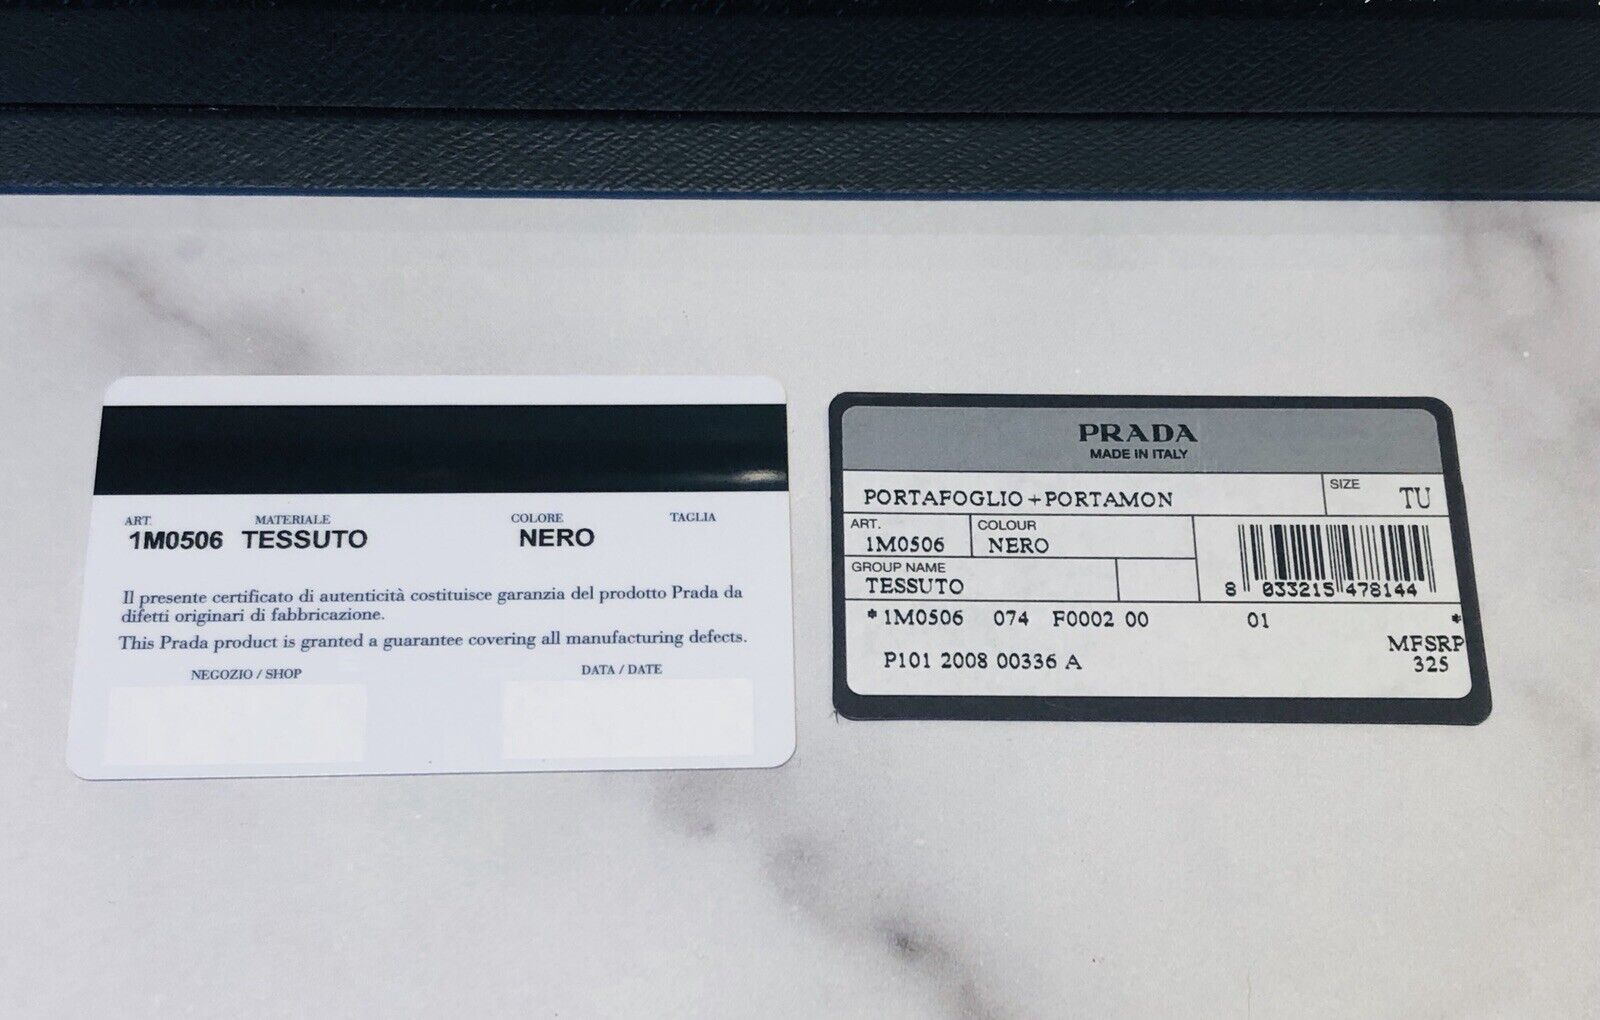 ART. MATERIALE COLORE TAGLIA
1M0506 TESSUTO NERO
Il presente certificato di autenticità costituisce garanzia del prodotto Prada da
difetti originari di fabbricazione.
This Prada product is granted a guarantee covering all manufacturing defects.
NEGOZIO / SHOP DATA / DATE
PRADA
MADE IN ITALY
PORTAFOGLIO+PORTAMON SIZE TU
ART. COLOUR
1M0506 NERO
GROUP NAME
TESSUTO
8 033215 478144
*1M0506 074 F0002 00 01 *
MFSRP
P101 2008 00336 A 325